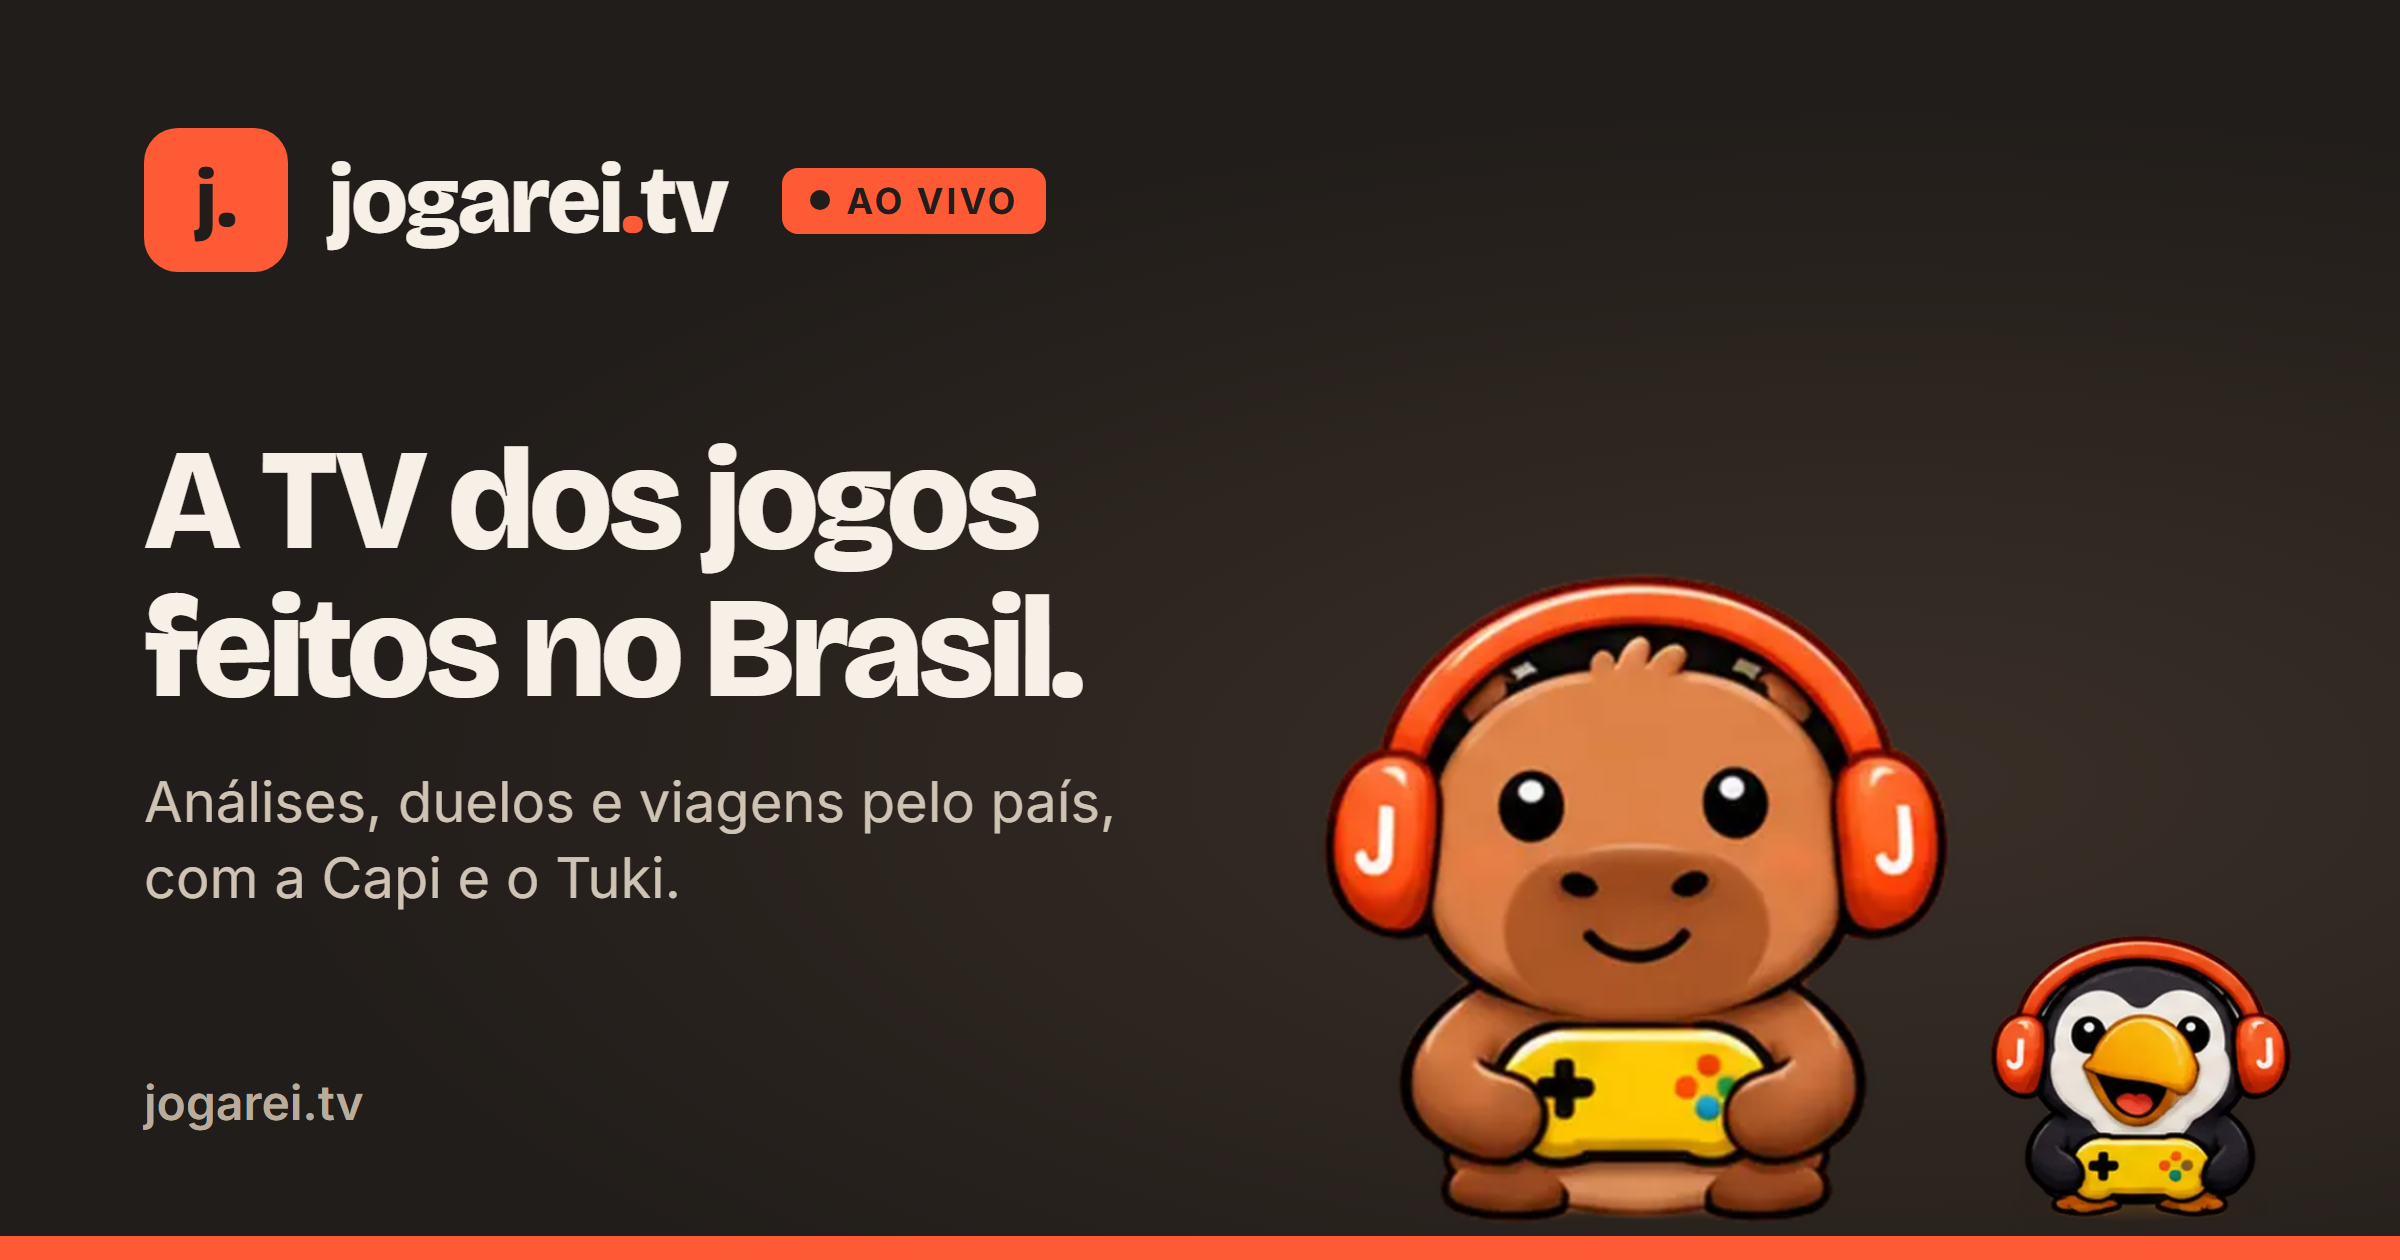 j.
jogarei.tv
AO VIVO
A TV dos jogos
feitos no Brasil.
Análises, duelos e viagens pelo país,
com a Capi e o Tuki.
jogarei.tv
J
J
J
J